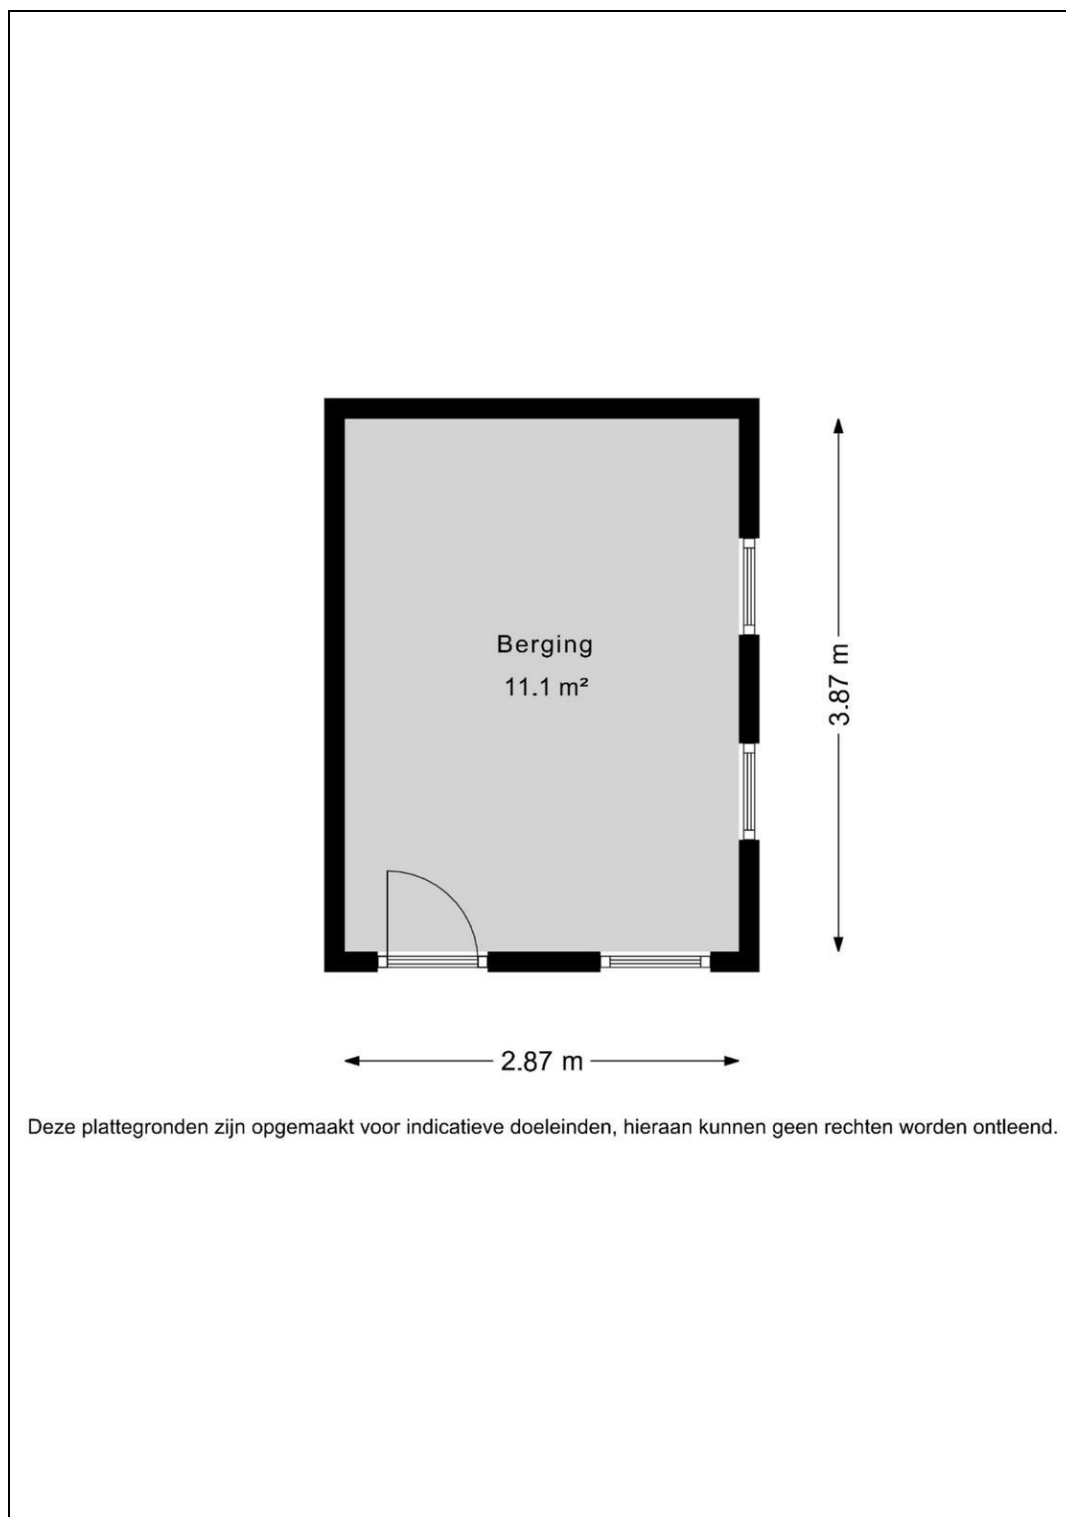 Berging
11.1 m²
3.87 m
2.87 m
Deze plattegronden zijn opgemaakt voor indicatieve doeleinden, hieraan kunnen geen rechten worden ontleend.